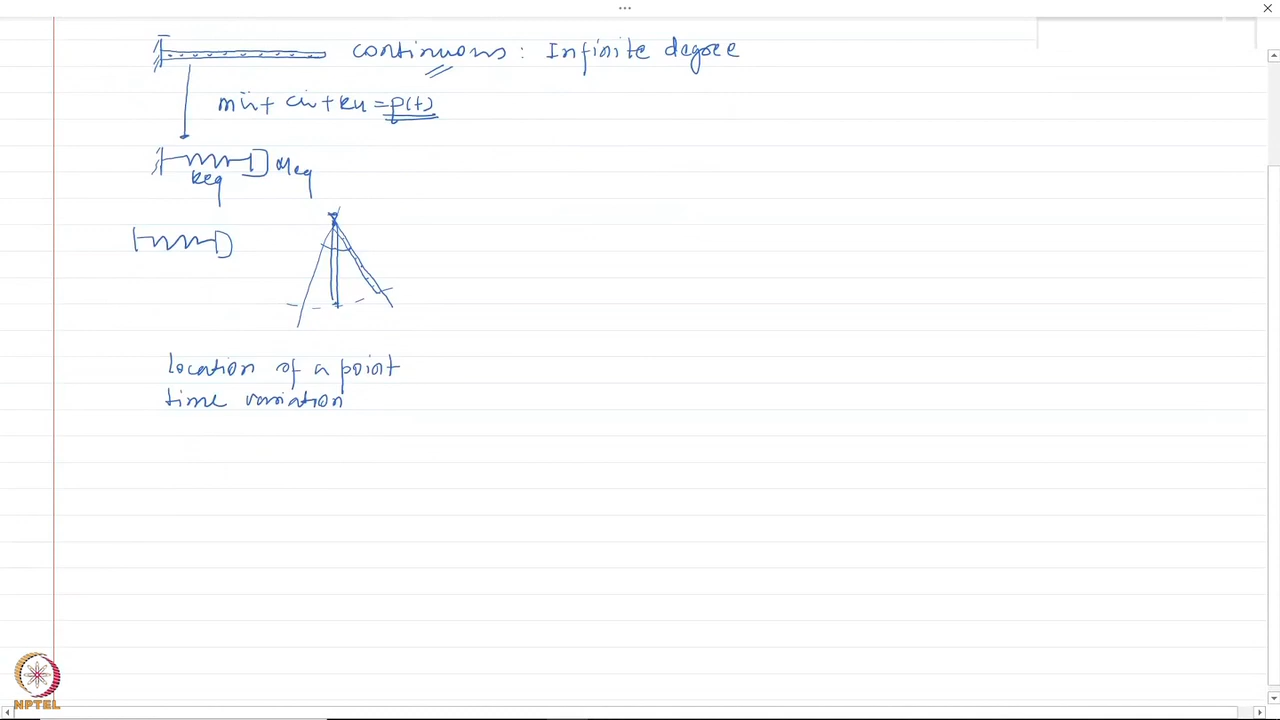 continuous : Infinite degree
mü + cu̇ + ku = p(t)
keq Meq
location of a point
time variation
NPTEL